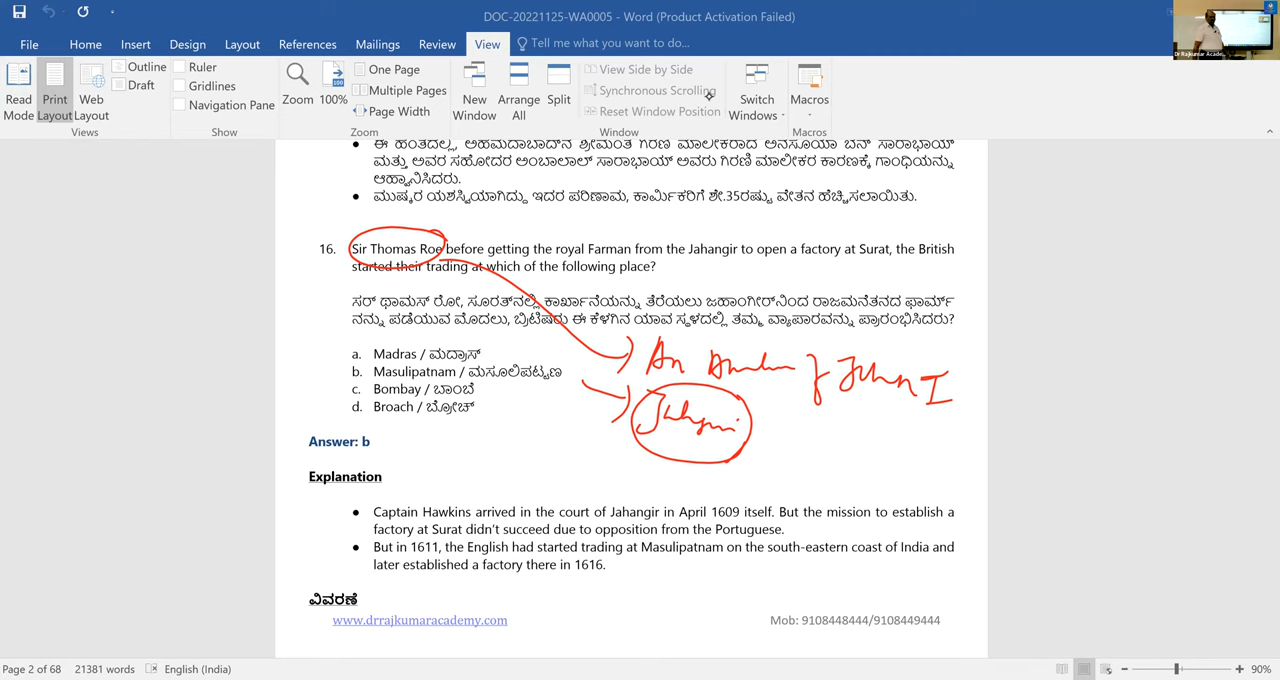 DOC-20221125-WA0005 - Word (Product Activation Failed)
Dr Rajkumar Acade...
File Home Insert Design Layout References Mailings Review View Tell me what you want to do...
Read Mode Print Layout Web Layout Outline Draft
Views
Ruler
Gridlines
Navigation Pane
Show
Zoom 100% One Page
Multiple Pages
Page Width
Zoom
New Window Arrange All Split View Side by Side
Synchronous Scrolling
Reset Window Position
Window
Switch Windows
Macros
Macros
• ಈ ಹಂತದಲ್ಲಿ, ಅಹಮದಾಬಾದ್‌ನ ಶ್ರೀಮಂತ ಗಿರಣಿ ಮಾಲೀಕರಾದ ಅನಸೂಯಾ ಬೆನ್ ಸಾರಾಭಾಯ್
ಮತ್ತು ಅವರ ಸಹೋದರ ಅಂಬಾಲಾಲ್ ಸಾರಾಭಾಯ್ ಅವರು ಗಿರಣಿ ಮಾಲೀಕರ ಕಾರಣಕ್ಕೆ ಗಾಂಧಿಯನ್ನು
ಆಹ್ವಾನಿಸಿದರು.
• ಮುಷ್ಕರ ಯಶಸ್ವಿಯಾಗಿದ್ದು ಇದರ ಪರಿಣಾಮ, ಕಾರ್ಮಿಕರಿಗೆ ಶೇ.35ರಷ್ಟು ವೇತನ ಹೆಚ್ಚಿಸಲಾಯಿತು.
16. Sir Thomas Roe before getting the royal Farman from the Jahangir to open a factory at Surat, the British
started their trading at which of the following place?
ಸರ್ ಥಾಮಸ್ ರೋ, ಸೂರತ್‌ನಲ್ಲಿ ಕಾರ್ಖಾನೆಯನ್ನು ತೆರೆಯಲು ಜಹಾಂಗೀರ್‌ನಿಂದ ರಾಜಮನೆತನದ ಫಾರ್ಮ್
ನನ್ನು ಪಡೆಯುವ ಮೊದಲು, ಬ್ರಿಟಿಷರು ಈ ಕೆಳಗಿನ ಯಾವ ಸ್ಥಳದಲ್ಲಿ ತಮ್ಮ ವ್ಯಾಪಾರವನ್ನು ಪ್ರಾರಂಭಿಸಿದರು?
a. Madras / ಮದ್ರಾಸ್
b. Masulipatnam / ಮಸೂಲಿಪಟ್ಟಣ
c. Bombay / ಬಾಂಬೆ
d. Broach / ಬ್ರೋಚ್
Answer: b
Explanation
• Captain Hawkins arrived in the court of Jahangir in April 1609 itself. But the mission to establish a
factory at Surat didn’t succeed due to opposition from the Portuguese.
• But in 1611, the English had started trading at Masulipatnam on the south-eastern coast of India and
later established a factory there in 1616.
ವಿವರಣೆ
www.drrajkumaracademy.com Mob: 9108448444/9108449444
Page 2 of 68 21381 words English (India) 90%